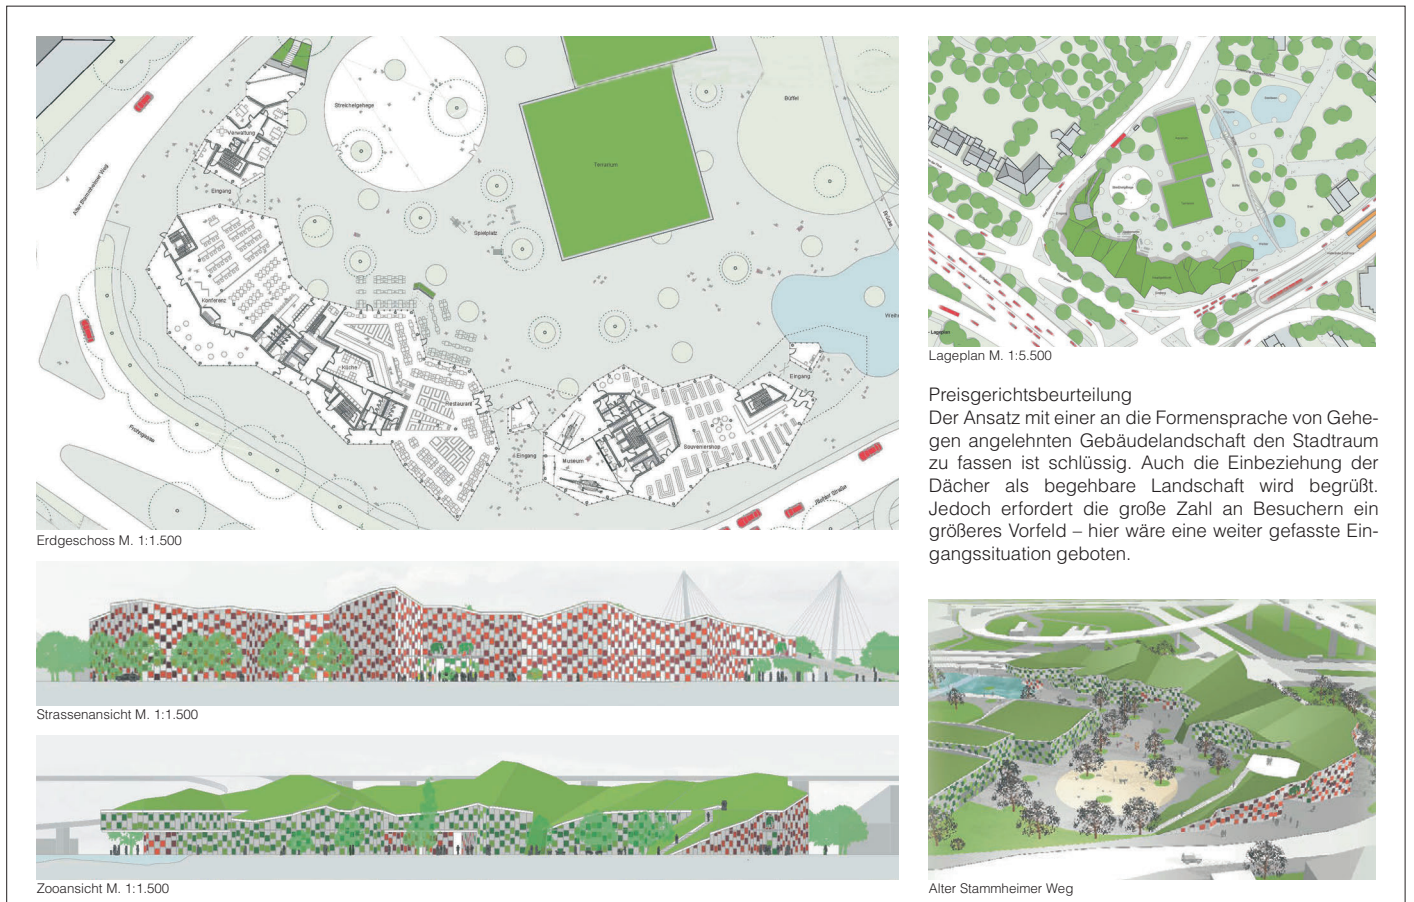 Alter Stammheimer Weg
Verwaltung
Eingang
Konferenz
Küche
Restaurant
Streichelgehege
Spielplatz
Terrarium
Büffel
Eingang
Museum
Souvenirshop
Eingang
Erdgeschoss M. 1:1.500
Strassenansicht M. 1:1.500
Zooansicht M. 1:1.500
Lageplan
Lageplan M. 1:5.500
Preisgerichtsbeurteilung
Der Ansatz mit einer an die Formensprache von Gehe-
gen angelehnten Gebäudelandschaft den Stadtraum
zu fassen ist schlüssig. Auch die Einbeziehung der
Dächer als begehbare Landschaft wird begrüßt.
Jedoch erfordert die große Zahl an Besuchern ein
größeres Vorfeld – hier wäre eine weiter gefasste Ein-
gangssituation geboten.
Alter Stammheimer Weg